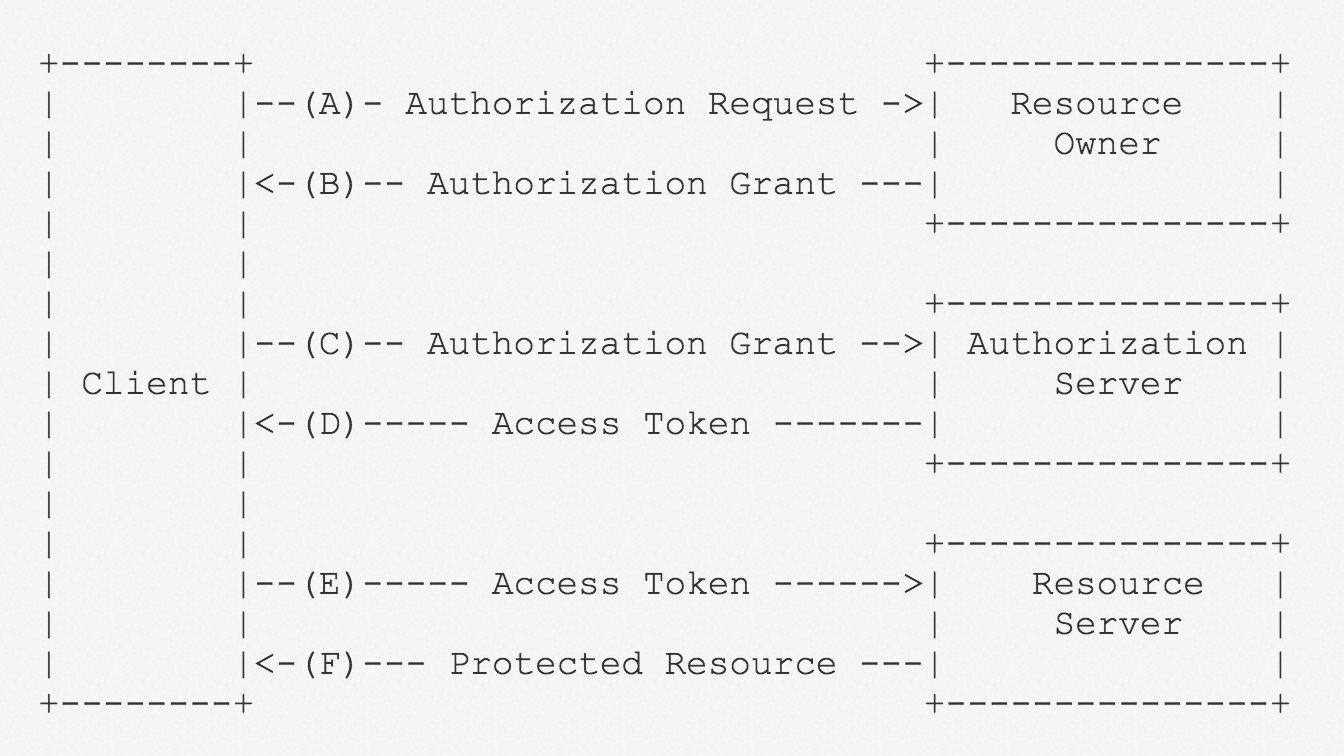 +--------+                               +---------------+
|        |--(A)- Authorization Request ->|   Resource    |
|        |                               |     Owner     |
|        |<-(B)-- Authorization Grant ---|               |
|        |                               +---------------+
|        |
|        |                               +---------------+
|        |--(C)-- Authorization Grant -->| Authorization |
| Client |                               |     Server    |
|        |<-(D)----- Access Token -------|               |
|        |                               +---------------+
|        |
|        |                               +---------------+
|        |--(E)----- Access Token ------>|    Resource   |
|        |                               |     Server    |
|        |<-(F)--- Protected Resource ---|               |
+--------+                               +---------------+